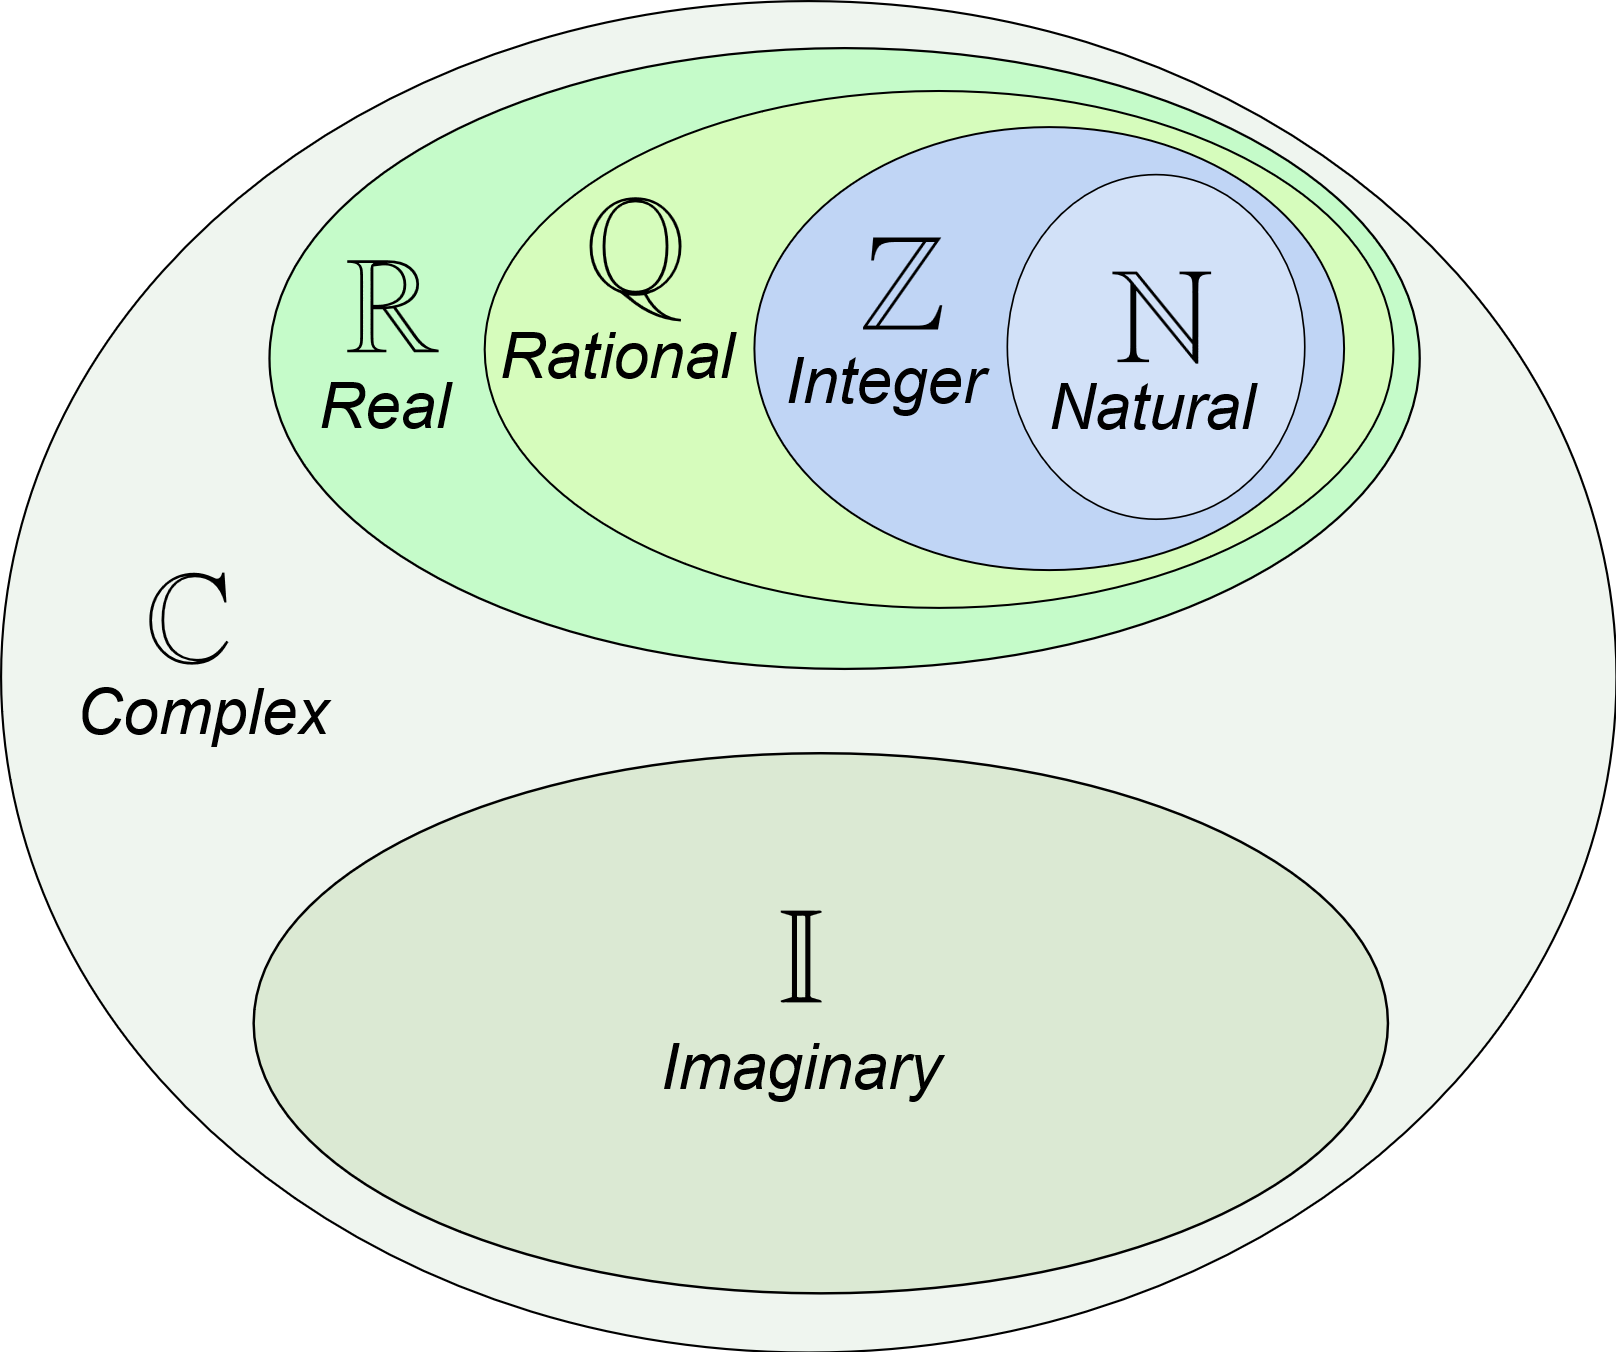 ℝ
Real
ℚ
Rational
ℤ
Integer
ℕ
Natural
ℂ
Complex
𝕀
Imaginary